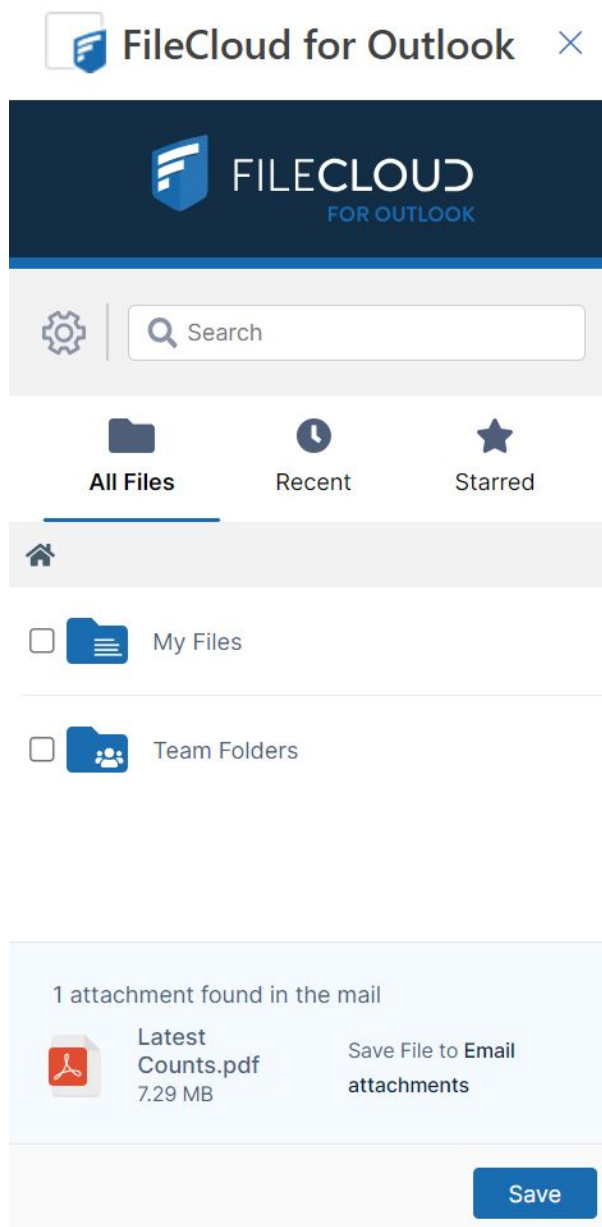 FileCloud for Outlook
FILECLOUD
FOR OUTLOOK
Search
All Files
Recent
Starred
My Files
Team Folders
1 attachment found in the mail
Latest
Counts.pdf
7.29 MB
Save File to Email
attachments
Save